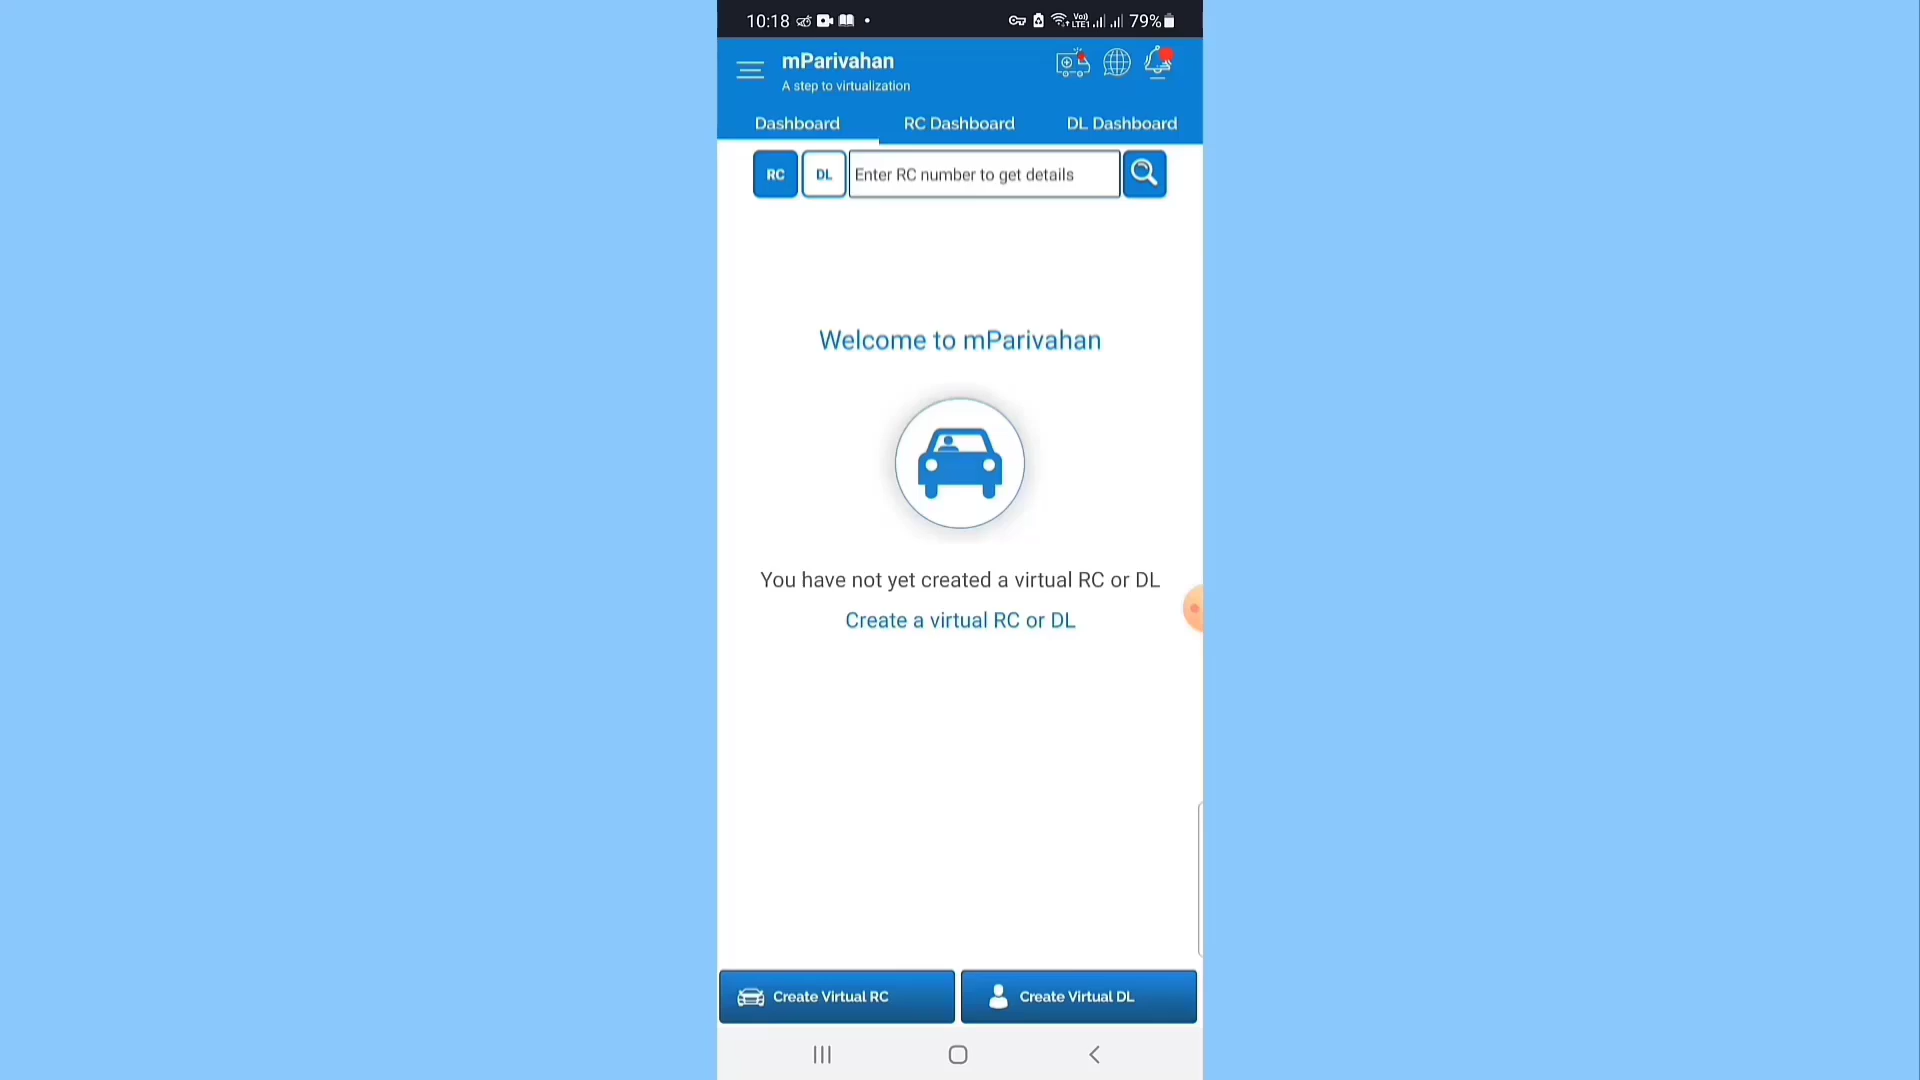 10:18 79%
mParivahan
A step to virtualization
Dashboard RC Dashboard DL Dashboard
RC DL Enter RC number to get details
Welcome to mParivahan
You have not yet created a virtual RC or DL
Create a virtual RC or DL
Create Virtual RC Create Virtual DL